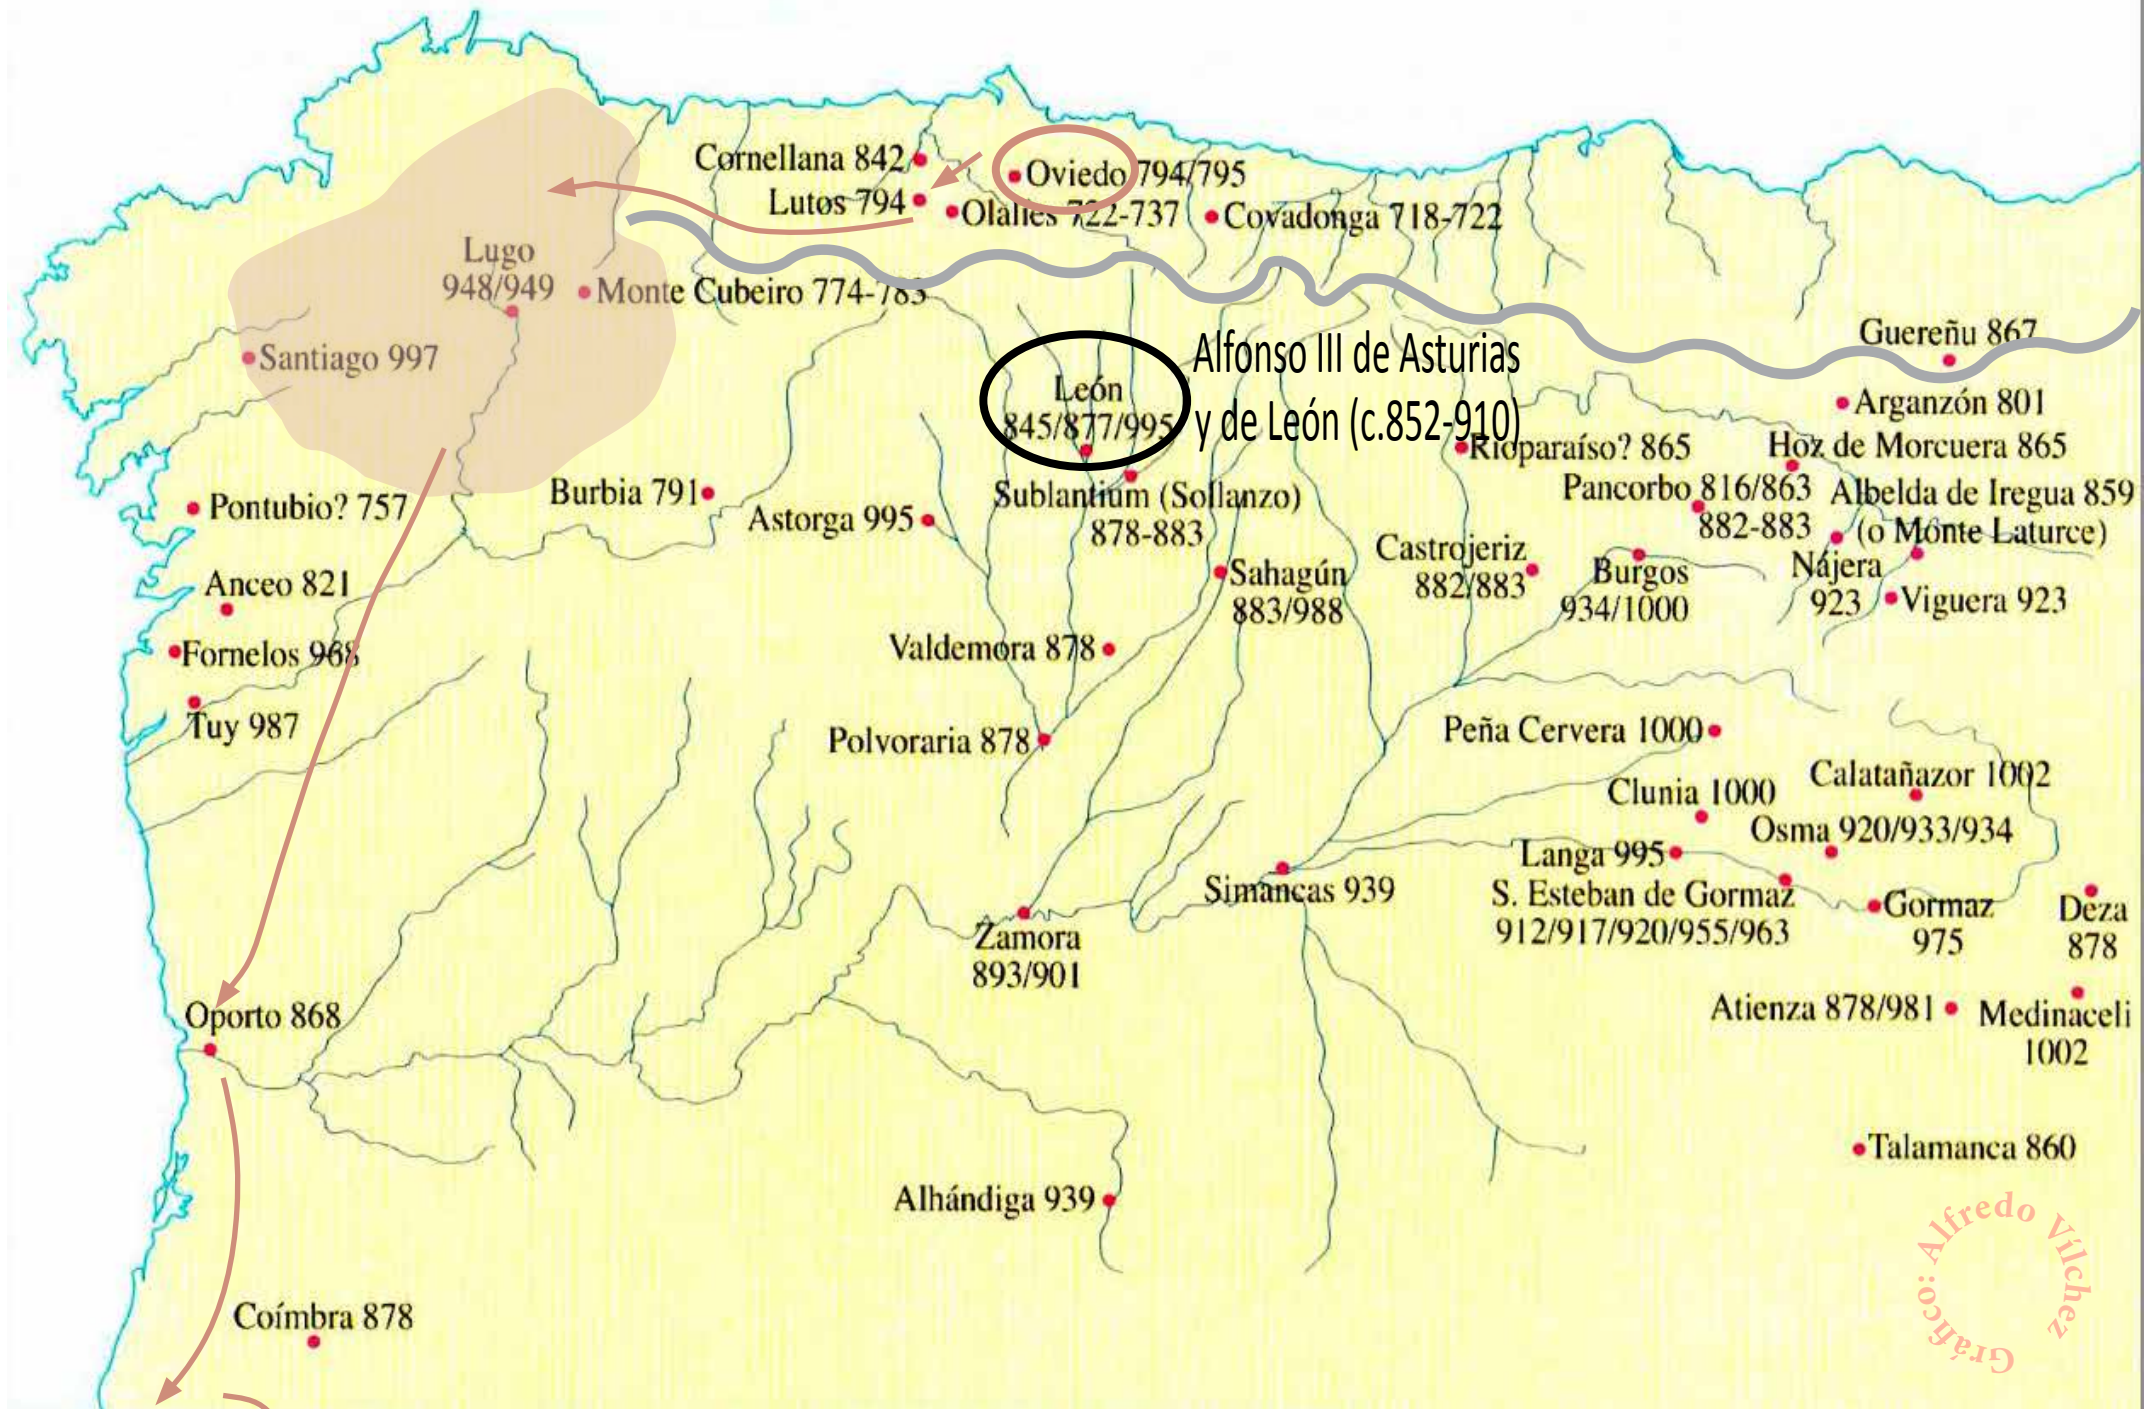 Cornellana 842
Oviedo 794/795
Lutos 794
Olalíes 722-737
Covadonga 718-722
Lugo
948/949
Monte Cubeiro 774-783
Santiago 997
Guereñu 867
Alfonso III de Asturias
y de León (c.852-910)
León
845/877/995
Arganzón 801
Rioparaíso? 865
Hoz de Morcuera 865
Pontubio? 757
Burbia 791
Astorga 995
Sublantium (Sollanzo)
878-883
Pancorbo 816/863
882-883
Albelda de Iregua 859
(o Monte Laturce)
Castrojeriz
882/883
Burgos
934/1000
Nájera
923
Viguera 923
Anceo 821
Sahagún
883/988
Fornelos 968
Valdemora 878
Tuy 987
Polvoraria 878
Peña Cervera 1000
Clunia 1000
Calatañazor 1002
Osma 920/933/934
Langa 995
Simancas 939
S. Esteban de Gormaz
912/917/920/955/963
Gormaz
975
Deza
878
Zamora
893/901
Oporto 868
Atienza 878/981
Medinaceli
1002
Talamanca 860
Alhándiga 939
Coímbra 878
Gráfico: Alfredo Vílchez